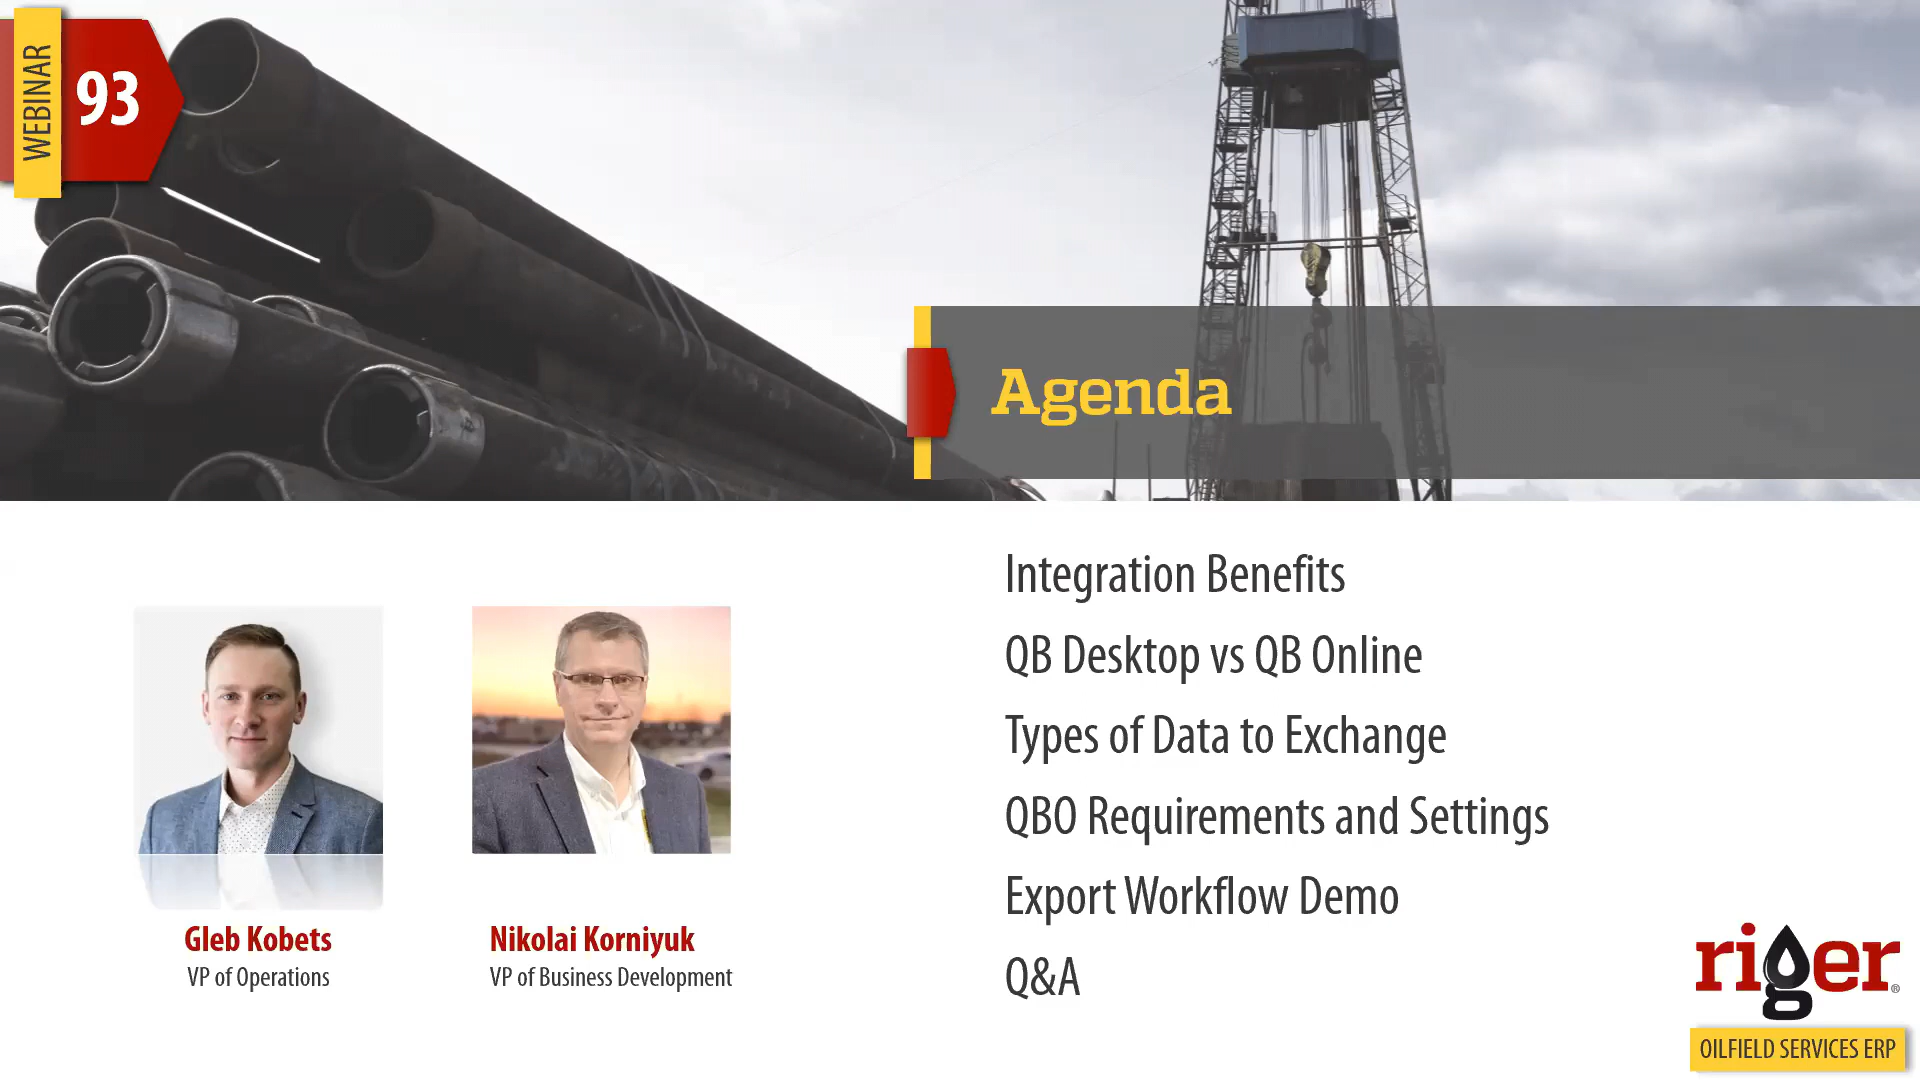 WEBINAR
93
Agenda
Integration Benefits
QB Desktop vs QB Online
Types of Data to Exchange
QBO Requirements and Settings
Export Workflow Demo
Q&A
Gleb Kobets
VP of Operations
Nikolai Korniyuk
VP of Business Development
riger®
OILFIELD SERVICES ERP